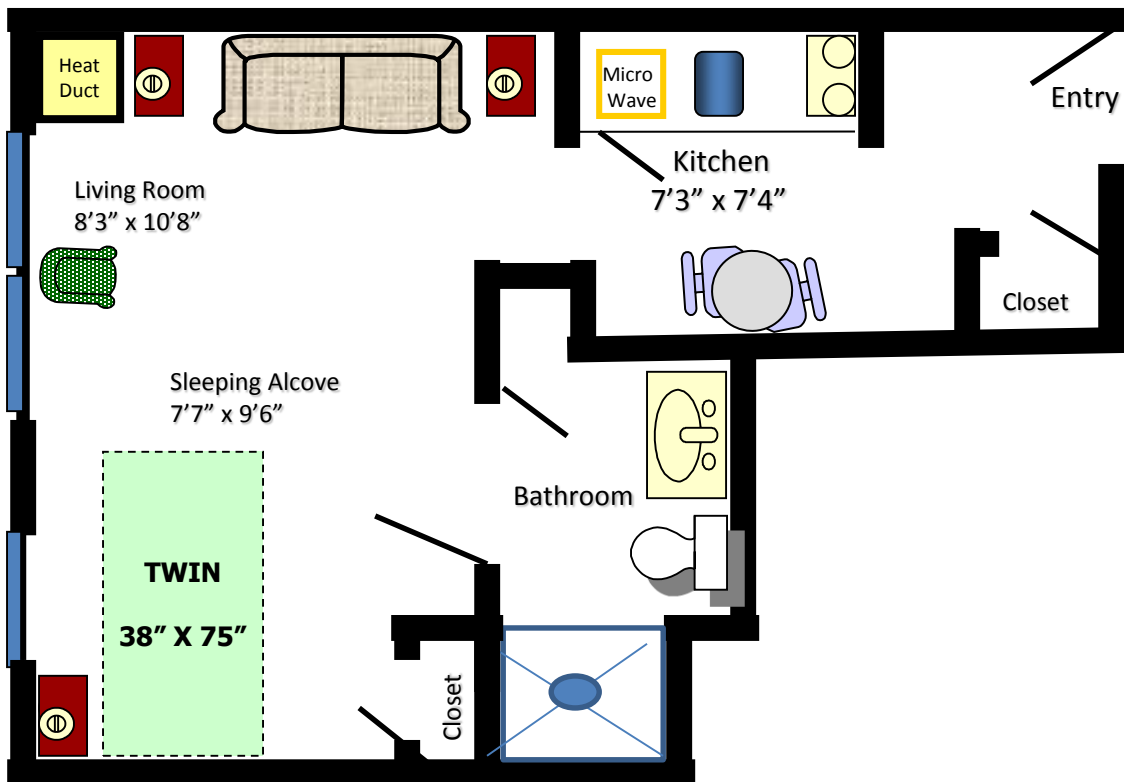 Heat
Duct
Micro
Wave
Entry
Kitchen
7’3” x 7’4”
Living Room
8’3” x 10’8”
Closet
Sleeping Alcove
7’7” x 9’6”
Bathroom
TWIN
38” X 75”
Closet